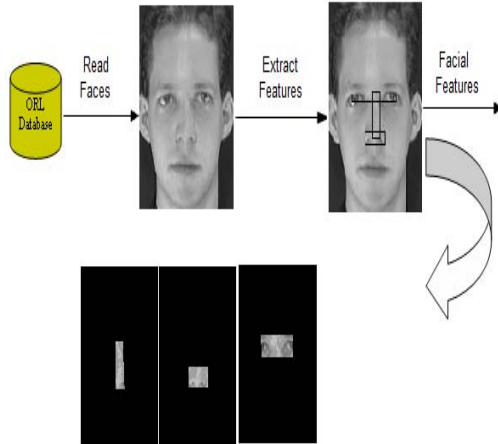 Read
Faces
Extract
Features
Facial
Features
ORL
Database